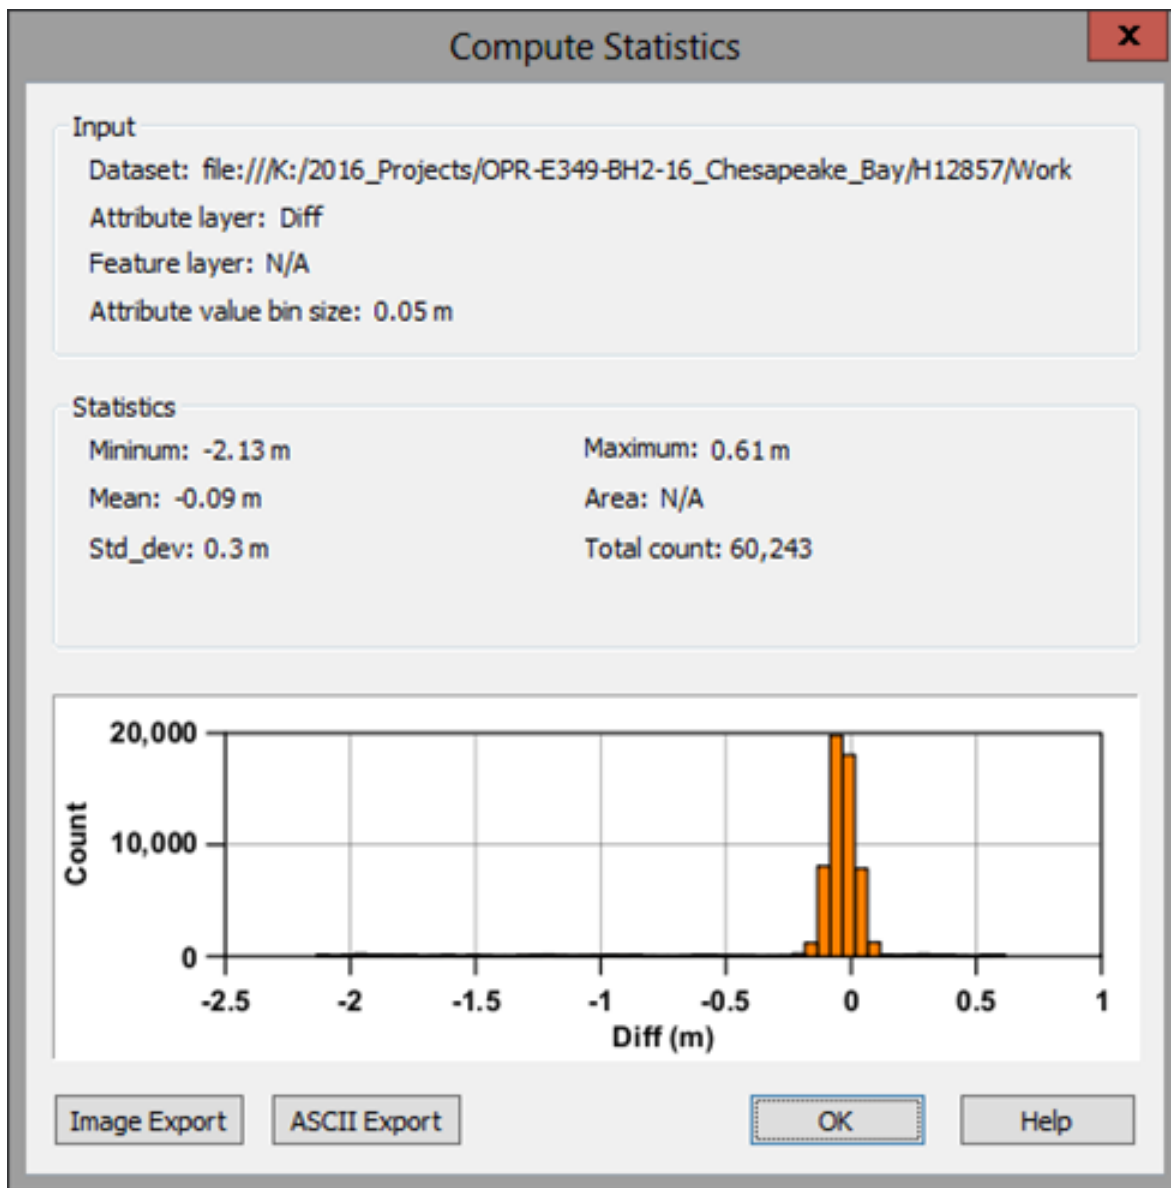 Compute Statistics
x
Input
Dataset: file:///K:/2016_Projects/OPR-E349-BH2-16_Chesapeake_Bay/H12857/Work
Attribute layer: Diff
Feature layer: N/A
Attribute value bin size: 0.05 m
Statistics
Mininum: -2.13 m Maximum: 0.61 m
Mean: -0.09 m Area: N/A
Std_dev: 0.3 m Total count: 60,243
20,000
10,000
0
Count
-2.5 -2 -1.5 -1 -0.5 0 0.5 1
Diff (m)
Image Export ASCII Export OK Help